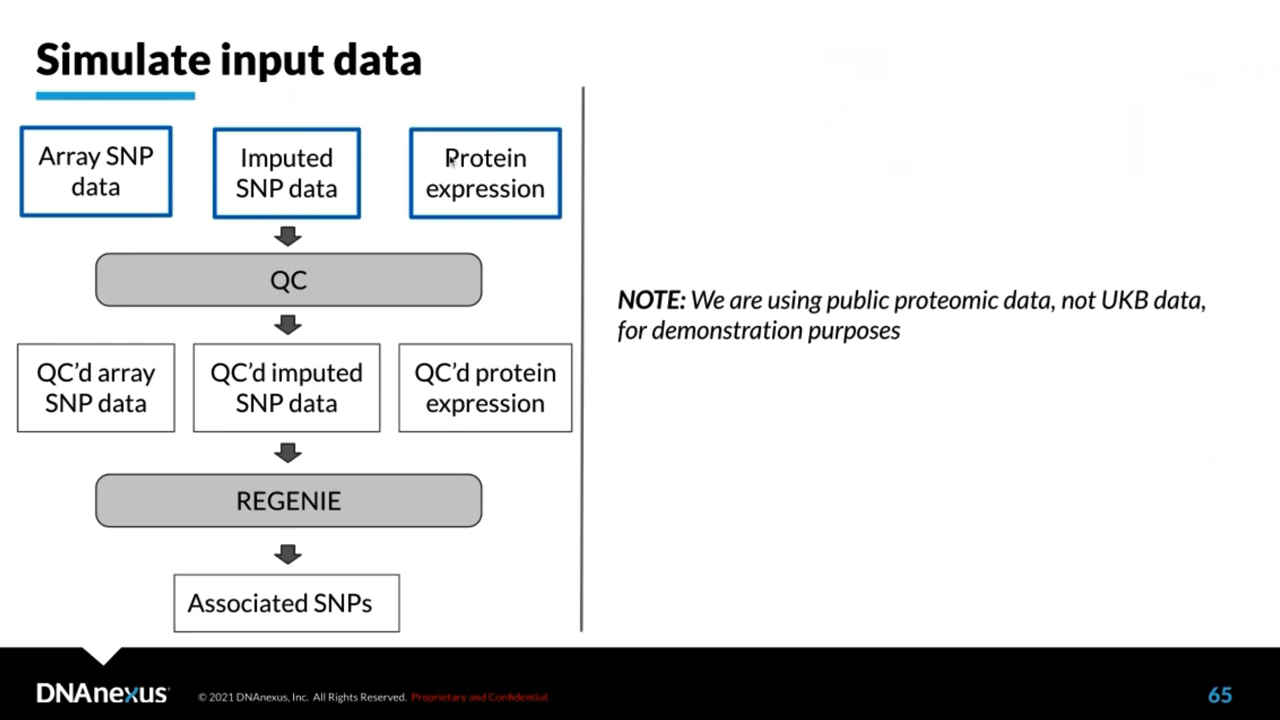 Simulate input data
Array SNP
data
Imputed
SNP data
Protein
expression
QC
QC’d array
SNP data
QC’d imputed
SNP data
QC’d protein
expression
REGENIE
Associated SNPs
NOTE: We are using public proteomic data, not UKB data,
for demonstration purposes
DNAnexus
© 2021 DNAnexus, Inc. All Rights Reserved. Proprietary and Confidential.
65